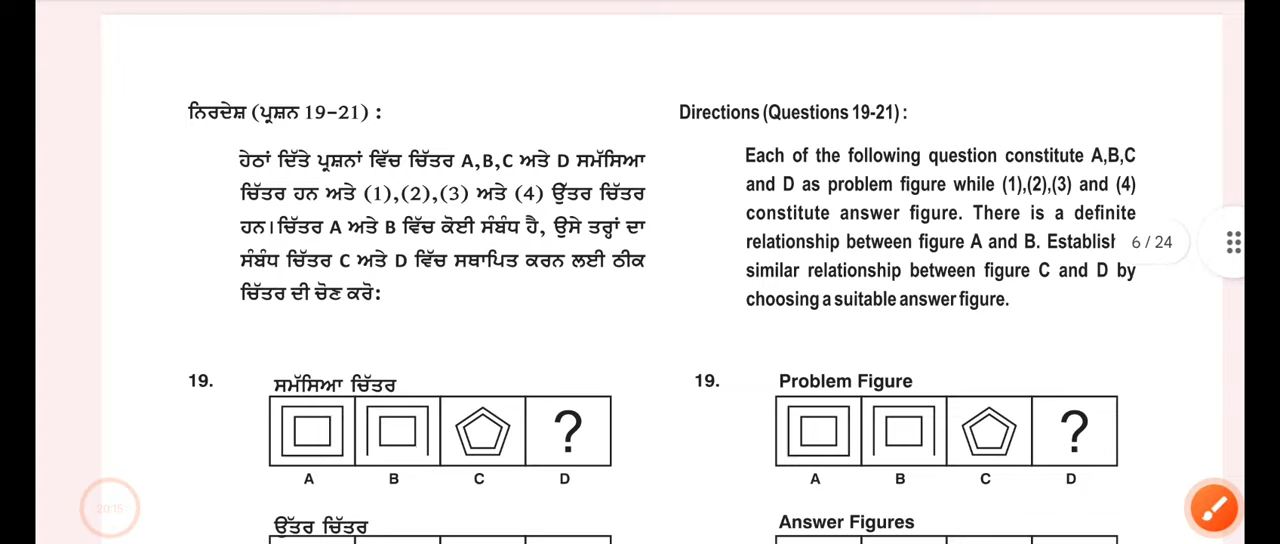 ਨਿਰਦੇਸ਼ (ਪ੍ਰਸ਼ਨ 19–21) :
ਹੇਠਾਂ ਦਿੱਤੇ ਪ੍ਰਸ਼ਨਾਂ ਵਿੱਚ ਚਿੱਤਰ A,B,C ਅਤੇ D ਸਮੱਸਿਆ
ਚਿੱਤਰ ਹਨ ਅਤੇ (1),(2),(3) ਅਤੇ (4) ਉੱਤਰ ਚਿੱਤਰ
ਹਨ। ਚਿੱਤਰ A ਅਤੇ B ਵਿੱਚ ਕੋਈ ਸੰਬੰਧ ਹੈ, ਉਸੇ ਤਰ੍ਹਾਂ ਦਾ
ਸੰਬੰਧ ਚਿੱਤਰ C ਅਤੇ D ਵਿੱਚ ਸਥਾਪਿਤ ਕਰਨ ਲਈ ਠੀਕ
ਚਿੱਤਰ ਦੀ ਚੋਣ ਕਰੋ:
19. ਸਮੱਸਿਆ ਚਿੱਤਰ
?
A B C D
ਉੱਤਰ ਚਿੱਤਰ
Directions (Questions 19-21) :
Each of the following question constitute A,B,C
and D as problem figure while (1),(2),(3) and (4)
constitute answer figure. There is a definite
relationship between figure A and B. Establish
similar relationship between figure C and D by
choosing a suitable answer figure.
19. Problem Figure
?
A B C D
Answer Figures
6 / 24
20:15